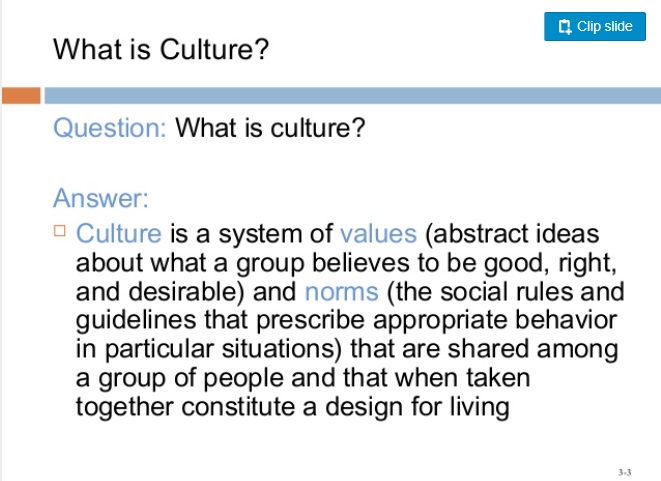 Clip slide
What is Culture?
Question: What is culture?
Answer:
Culture is a system of values (abstract ideas
about what a group believes to be good, right,
and desirable) and norms (the social rules and
guidelines that prescribe appropriate behavior
in particular situations) that are shared among
a group of people and that when taken
together constitute a design for living
3-3